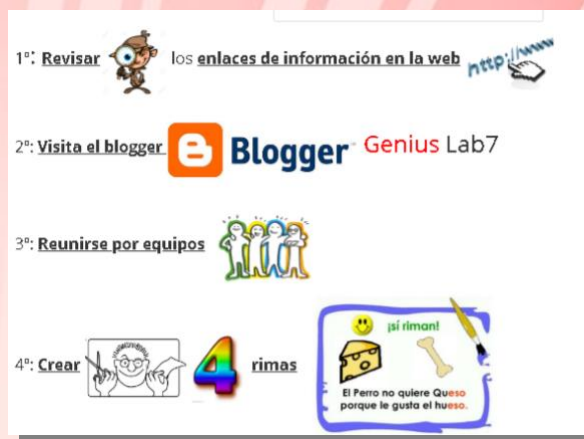 1º: Revisar los enlaces de información en la web http://www
2º: Visita el blogger Blogger Genius Lab7
3º: Reunirse por equipos
4º: Crear 4 rimas
¡sí riman!
El Perro no quiere Queso
porque le gusta el hueso.